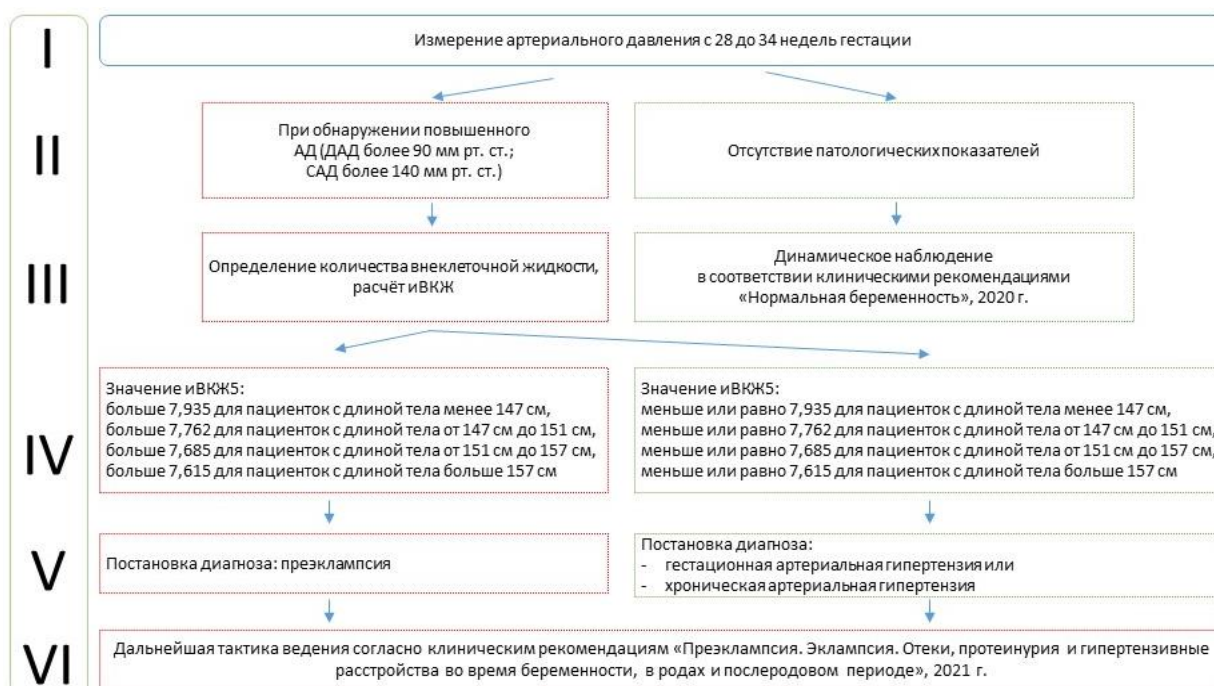 I
Измерение артериального давления с 28 до 34 недель гестации
II
При обнаружении повышенного
АД (ДАД более 90 мм рт. ст.;
САД более 140 мм рт. ст.)
Отсутствие патологических показателей
III
Определение количества внеклеточной жидкости,
расчёт иВКЖ
Динамическое наблюдение
в соответствии клиническими рекомендациями
«Нормальная беременность», 2020 г.
IV
Значение иВКЖ5:
больше 7,935 для пациенток с длиной тела менее 147 см,
больше 7,762 для пациенток с длиной тела от 147 см до 151 см,
больше 7,685 для пациенток с длиной тела от 151 см до 157 см,
больше 7,615 для пациенток с длиной тела больше 157 см
Значение иВКЖ5:
меньше или равно 7,935 для пациенток с длиной тела менее 147 см,
меньше или равно 7,762 для пациенток с длиной тела от 147 см до 151 см,
меньше или равно 7,685 для пациенток с длиной тела от 151 см до 157 см,
меньше или равно 7,615 для пациенток с длиной тела больше 157 см
V
Постановка диагноза: преэклампсия
Постановка диагноза:
- гестационная артериальная гипертензия или
- хроническая артериальная гипертензия
VI
Дальнейшая тактика ведения согласно клиническим рекомендациям «Преэклампсия. Эклампсия. Отеки, протеинурия и гипертензивные
расстройства во время беременности, в родах и послеродовом периоде», 2021 г.